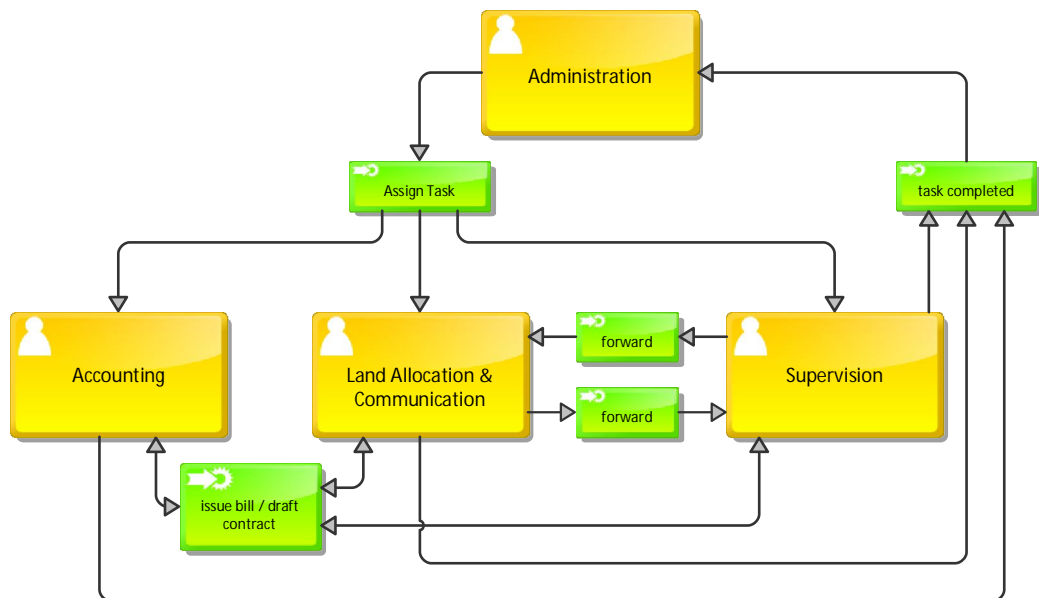 Administration
Assign Task
task completed
Accounting
Land Allocation &
Communication
forward
forward
Supervision
issue bill / draft
contract